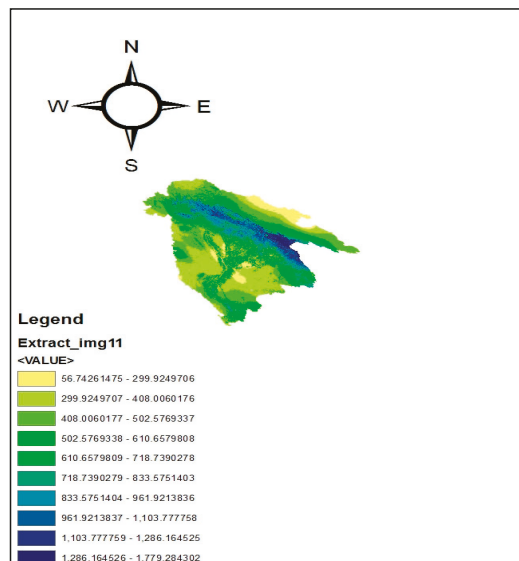 N
W E
S
Legend
Extract_img11
<VALUE>
56.74261475 - 299.9249706
299.9249707 - 408.0060176
408.0060177 - 502.5769337
502.5769338 - 610.6579808
610.6579809 - 718.7390278
718.7390279 - 833.5751403
833.5751404 - 961.9213836
961.9213837 - 1,103.777758
1,103.777759 - 1,286.164525
1,286.164526 - 1,779.284302